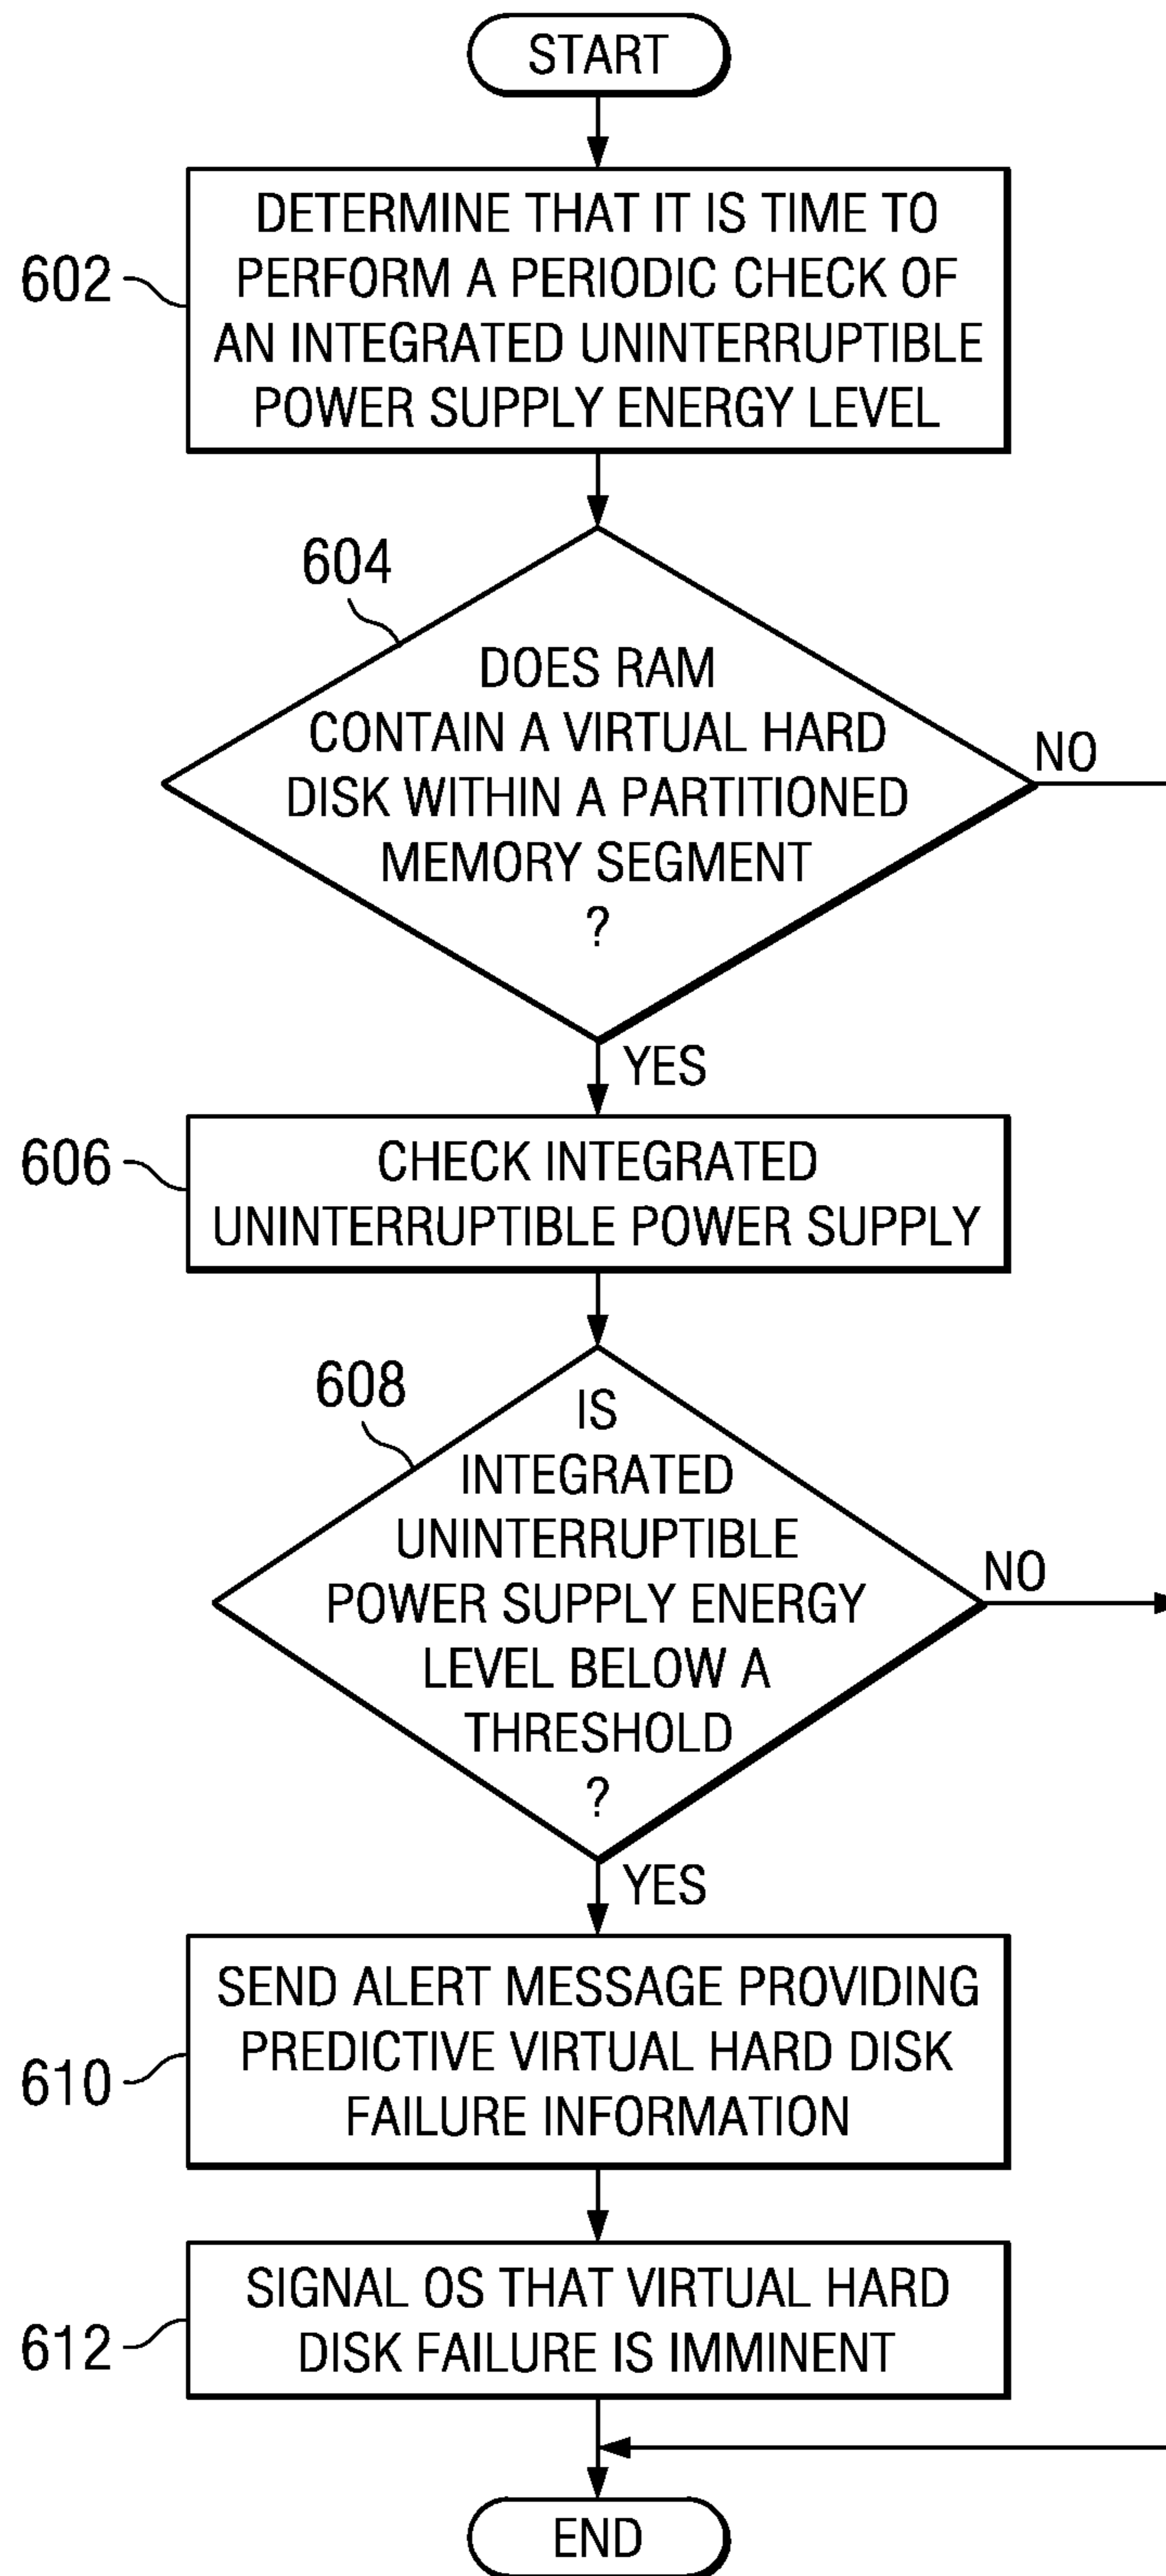 START
602
DETERMINE THAT IT IS TIME TO
PERFORM A PERIODIC CHECK OF
AN INTEGRATED UNINTERRUPTIBLE
POWER SUPPLY ENERGY LEVEL
604
DOES RAM
CONTAIN A VIRTUAL HARD
DISK WITHIN A PARTITIONED
MEMORY SEGMENT
?
NO
YES
606
CHECK INTEGRATED
UNINTERRUPTIBLE POWER SUPPLY
608
IS
INTEGRATED
UNINTERRUPTIBLE
POWER SUPPLY ENERGY
LEVEL BELOW A
THRESHOLD
?
NO
YES
610
SEND ALERT MESSAGE PROVIDING
PREDICTIVE VIRTUAL HARD DISK
FAILURE INFORMATION
612
SIGNAL OS THAT VIRTUAL HARD
DISK FAILURE IS IMMINENT
END